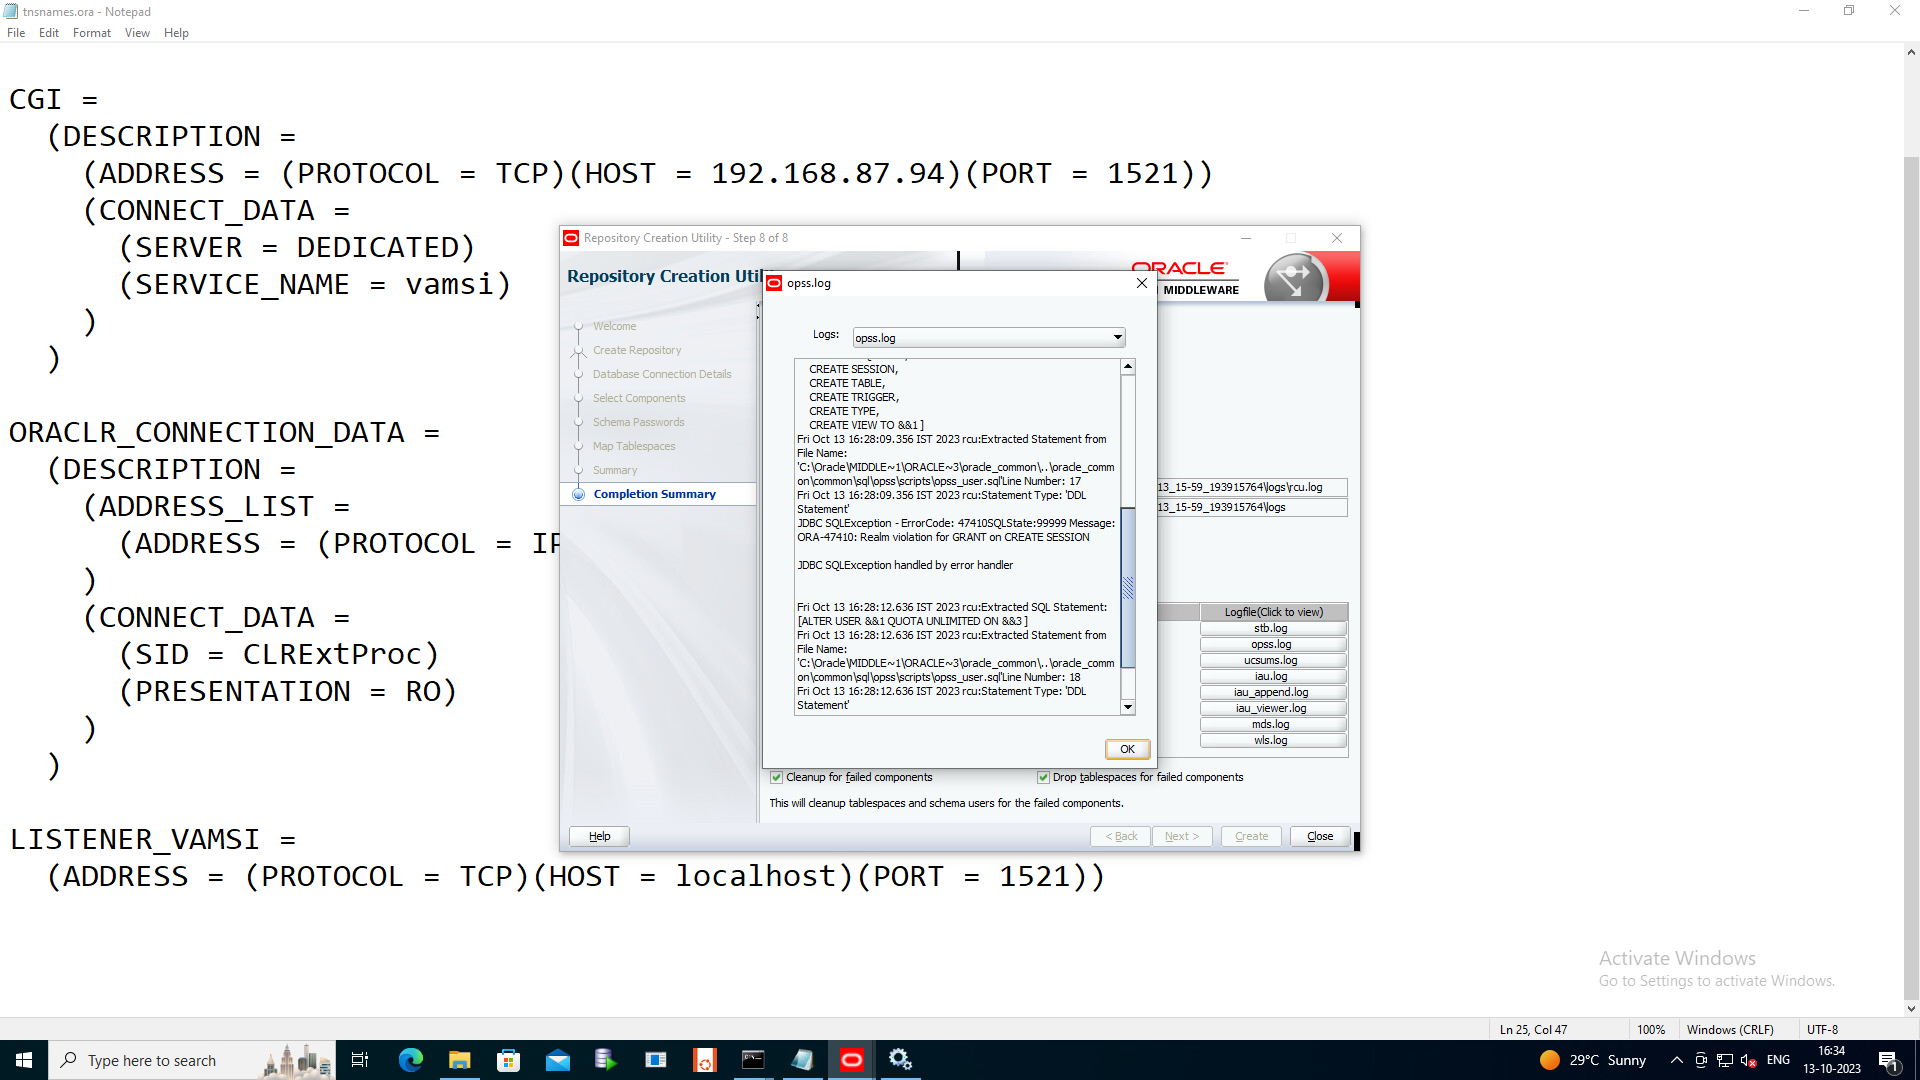 tnsnames.ora - Notepad
File Edit Format View Help
CGI =
(DESCRIPTION =
(ADDRESS = (PROTOCOL = TCP)(HOST = 192.168.87.94)(PORT = 1521))
(CONNECT_DATA =
(SERVER = DEDICATED)
(SERVICE_NAME = vamsi)
)
)
ORACLR_CONNECTION_DATA =
(DESCRIPTION =
(ADDRESS_LIST =
(ADDRESS = (PROTOCOL =
)
(CONNECT_DATA =
(SID = CLRExtProc)
(PRESENTATION = RO)
)
)
LISTENER_VAMSI =
(ADDRESS = (PROTOCOL = TCP)(HOST = localhost)(PORT = 1521))
Repository Creation Utility - Step 8 of 8
Repository Creation
ORACLE
MIDDLEWARE
Welcome
Create Repository
Database Connection Details
Select Components
Schema Passwords
Map Tablespaces
Summary
Completion Summary
opss.log
Logs: opss.log
CREATE SESSION,
CREATE TABLE,
CREATE TRIGGER,
CREATE TYPE,
CREATE VIEW TO &&1 ]
Fri Oct 13 16:28:09.356 IST 2023 rcu:Extracted Statement from
File Name:
'C:\Oracle\MIDDLE~1\ORACLE~3\oracle_common\..\oracle_comm
on\common\sql\opss\scripts\opss_user.sql'Line Number: 17
Fri Oct 13 16:28:09.356 IST 2023 rcu:Statement Type: 'DDL
Statement'
JDBC SQLException - ErrorCode: 47410SQLState:99999 Message:
ORA-47410: Realm violation for GRANT on CREATE SESSION
JDBC SQLException handled by error handler
Fri Oct 13 16:28:12.636 IST 2023 rcu:Extracted SQL Statement:
[ALTER USER &&1 QUOTA UNLIMITED ON &&3 ]
Fri Oct 13 16:28:12.636 IST 2023 rcu:Extracted Statement from
File Name:
'C:\Oracle\MIDDLE~1\ORACLE~3\oracle_common\..\oracle_comm
on\common\sql\opss\scripts\opss_user.sql'Line Number: 18
Fri Oct 13 16:28:12.636 IST 2023 rcu:Statement Type: 'DDL
Statement'
OK
13_15-59_193915764\logs\rcu.log
13_15-59_193915764\logs
Logfile(Click to view)
stb.log
opss.log
ucsums.log
iau.log
iau_append.log
iau_viewer.log
mds.log
wls.log
Cleanup for failed components
Drop tablespaces for failed components
This will cleanup tablespaces and schema users for the failed components.
Help
< Back Next > Create Close
Activate Windows
Go to Settings to activate Windows.
Ln 25, Col 47 100% Windows (CRLF) UTF-8
Type here to search
29°C Sunny
ENG
16:34
13-10-2023
1